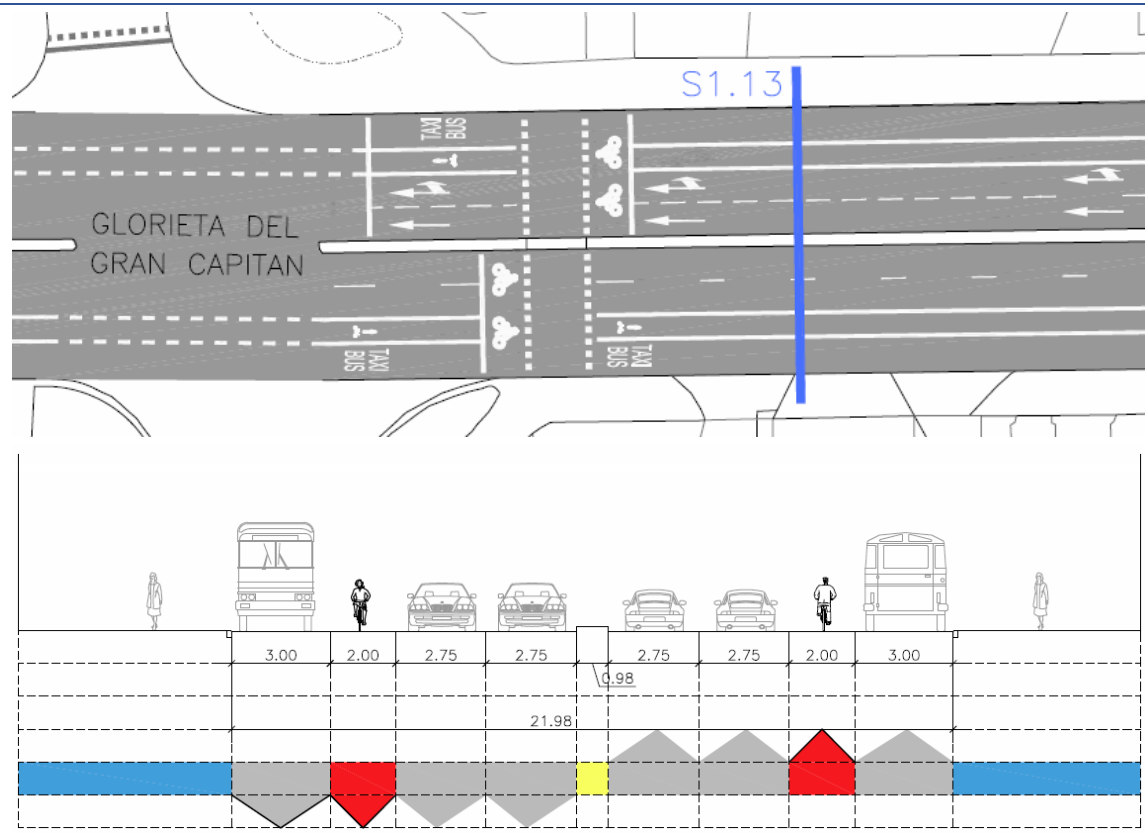 S1.13
TAXI
BUS
GLORIETA DEL
GRAN CAPITAN
TAXI
BUS
TAXI
BUS
3.00 2.00 2.75 2.75 2.75 2.75 2.00 3.00
0.98
21.98